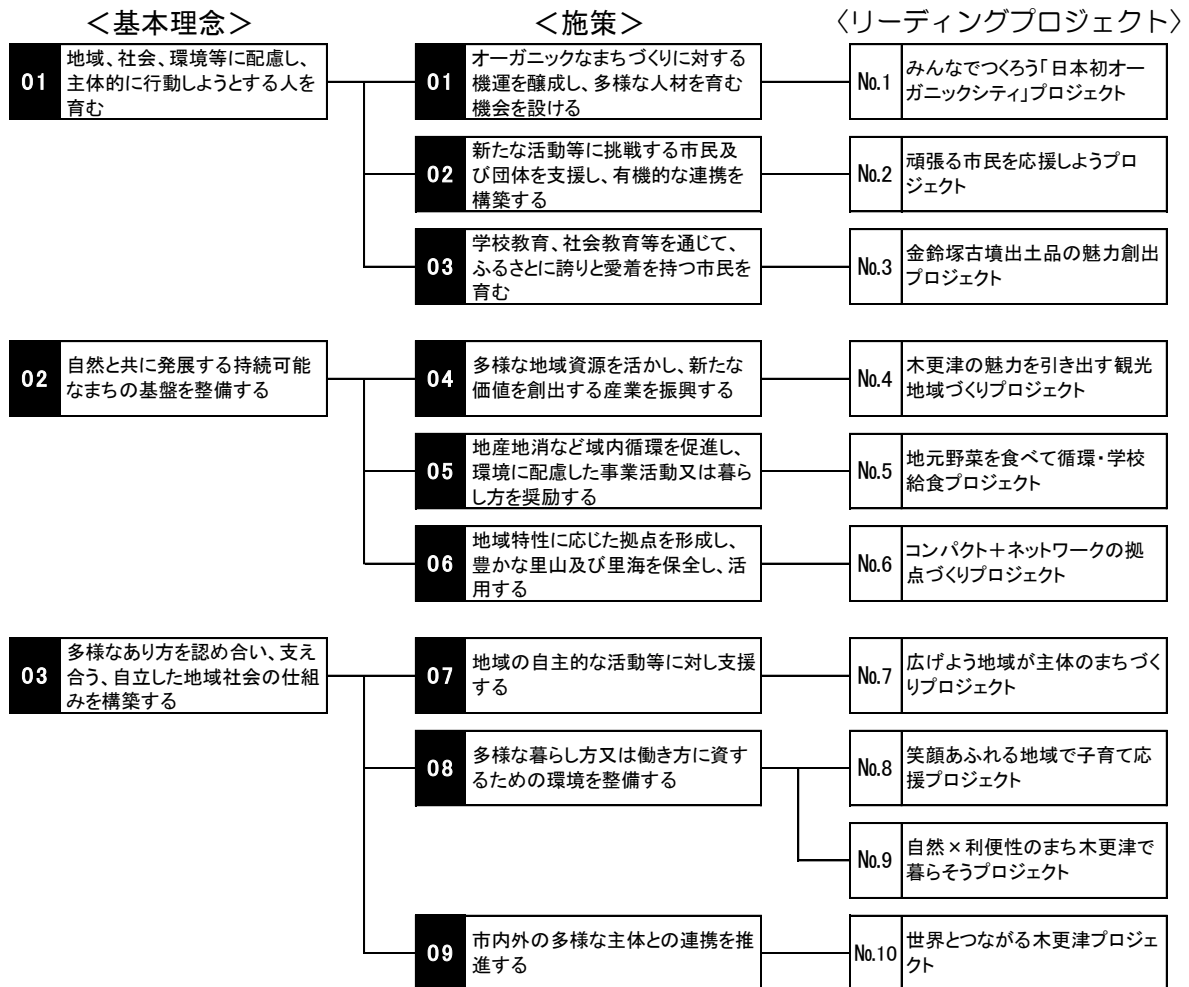 ＜基本理念＞
＜施策＞
〈リーディングプロジェクト〉
01
地域、社会、環境等に配慮し、
主体的に行動しようとする人を
育む
01
オーガニックなまちづくりに対する
機運を醸成し、多様な人材を育む
機会を設ける
№1
みんなでつくろう「日本初オー
ガニックシティ」プロジェクト
02
新たな活動等に挑戦する市民及
び団体を支援し、有機的な連携を
構築する
№2
頑張る市民を応援しようプロ
ジェクト
03
学校教育、社会教育等を通じて、
ふるさとに誇りと愛着を持つ市民を
育む
№3
金鈴塚古墳出土品の魅力創出
プロジェクト
02
自然と共に発展する持続可能
なまちの基盤を整備する
04
多様な地域資源を活かし、新たな
価値を創出する産業を振興する
№4
木更津の魅力を引き出す観光
地域づくりプロジェクト
05
地産地消など域内循環を促進し、
環境に配慮した事業活動又は暮ら
し方を奨励する
№5
地元野菜を食べて循環・学校
給食プロジェクト
06
地域特性に応じた拠点を形成し、
豊かな里山及び里海を保全し、活
用する
№6
コンパクト＋ネットワークの拠
点づくりプロジェクト
03
多様なあり方を認め合い、支え
合う、自立した地域社会の仕組
みを構築する
07
地域の自主的な活動等に対し支援
する
№7
広げよう地域が主体のまちづく
りプロジェクト
08
多様な暮らし方又は働き方に資す
るための環境を整備する
№8
笑顔あふれる地域で子育て応
援プロジェクト
№9
自然×利便性のまち木更津で
暮らそうプロジェクト
09
市内外の多様な主体との連携を推
進する
№10
世界とつながる木更津プロジェ
クト